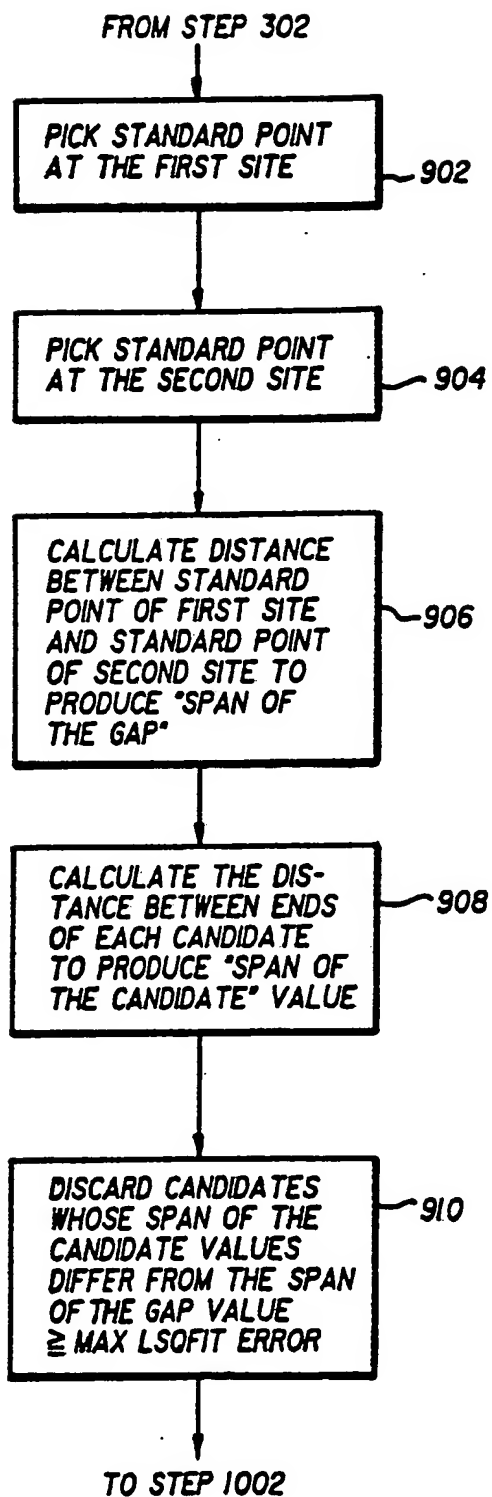 FROM STEP 302
PICK STANDARD POINT
AT THE FIRST SITE
902
PICK STANDARD POINT
AT THE SECOND SITE
904
CALCULATE DISTANCE
BETWEEN STANDARD
POINT OF FIRST SITE
AND STANDARD POINT
OF SECOND SITE TO
PRODUCE "SPAN OF
THE GAP"
906
CALCULATE THE DIS-
TANCE BETWEEN ENDS
OF EACH CANDIDATE
TO PRODUCE "SPAN OF
THE CANDIDATE" VALUE
908
DISCARD CANDIDATES
WHOSE SPAN OF THE
CANDIDATE VALUES
DIFFER FROM THE SPAN
OF THE GAP VALUE
≧ MAX LSQFIT ERROR
910
TO STEP 1002